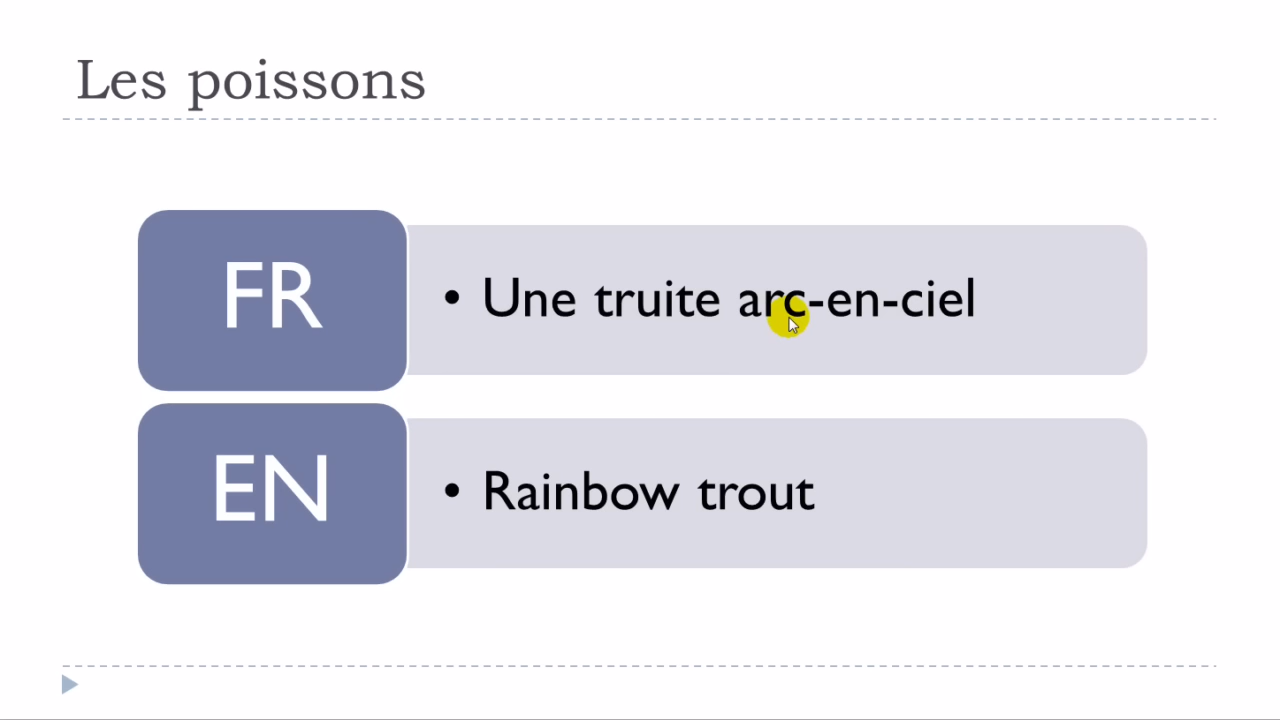 Les poissons
FR
• Une truite arc-en-ciel
EN
• Rainbow trout